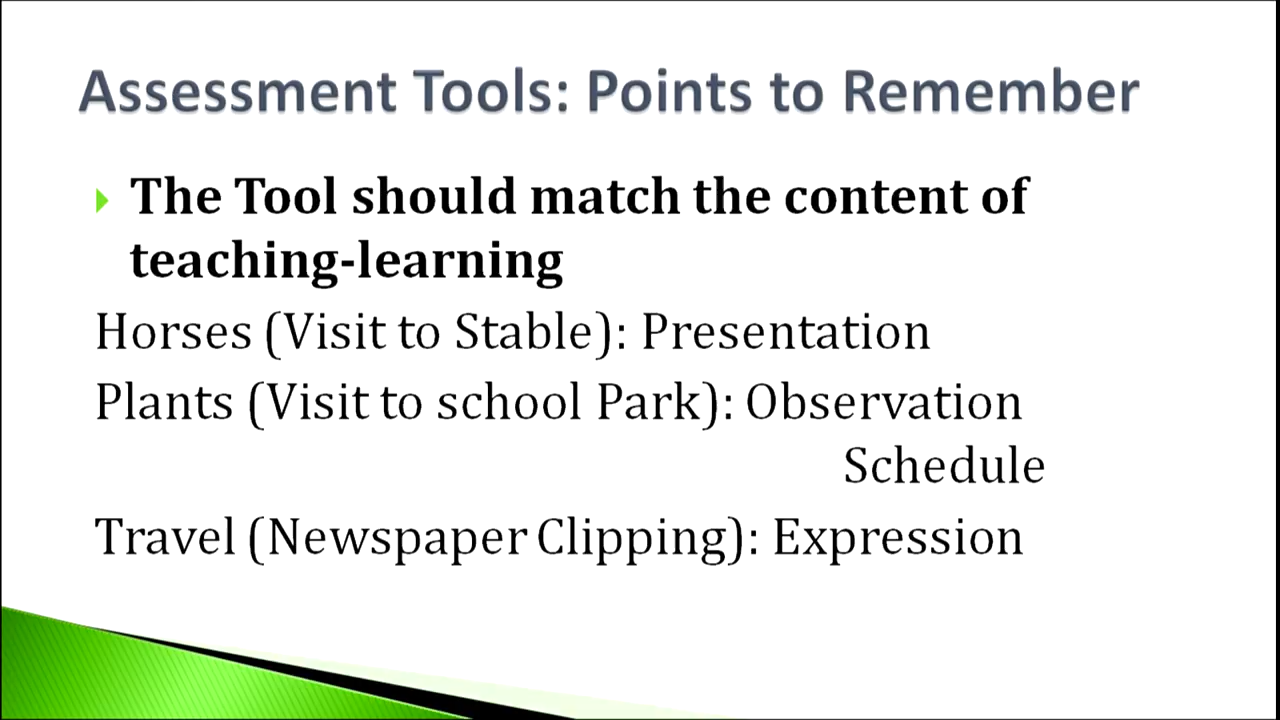 Assessment Tools: Points to Remember
The Tool should match the content of
teaching-learning
Horses (Visit to Stable): Presentation
Plants (Visit to school Park): Observation
Schedule
Travel (Newspaper Clipping): Expression